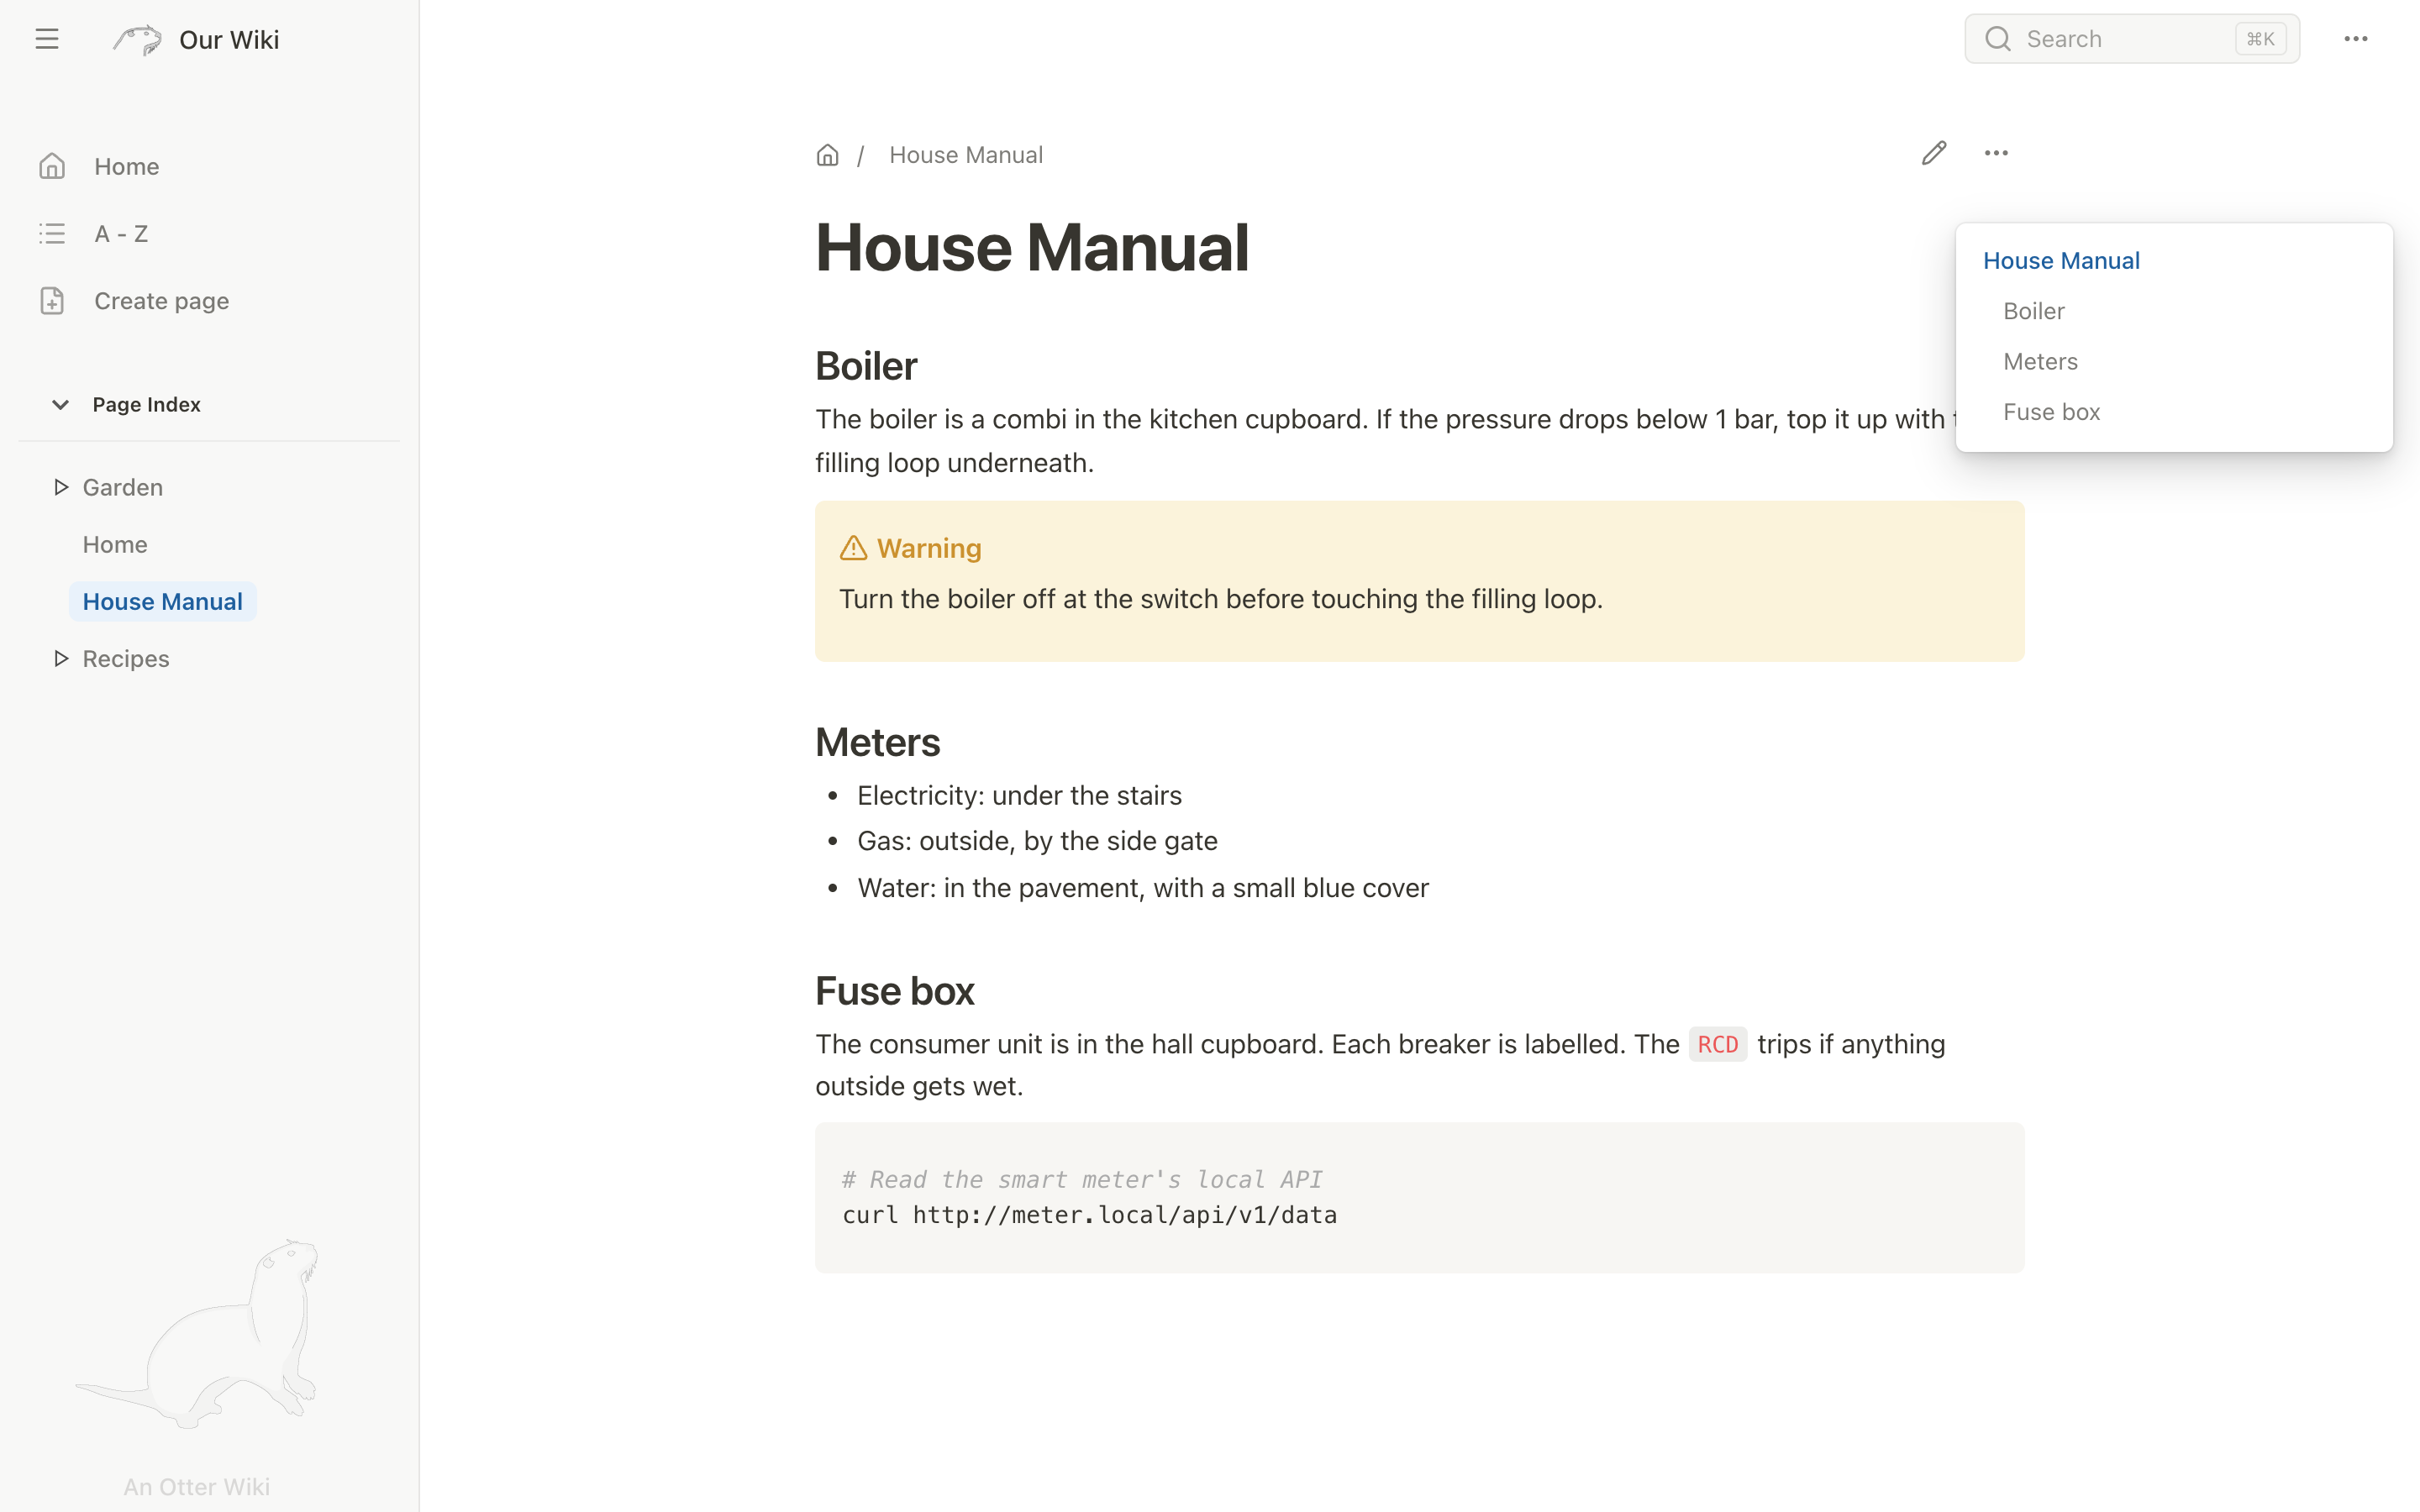 Our Wiki
Search
⌘K
Home
A - Z
Create page
Page Index
Garden
Home
House Manual
Recipes
An Otter Wiki
/ House Manual
House Manual
Boiler
The boiler is a combi in the kitchen cupboard. If the pressure drops below 1 bar, top it up with
filling loop underneath.
Warning
Turn the boiler off at the switch before touching the filling loop.
Meters
• Electricity: under the stairs
• Gas: outside, by the side gate
• Water: in the pavement, with a small blue cover
Fuse box
The consumer unit is in the hall cupboard. Each breaker is labelled. The RCD trips if anything
outside gets wet.
# Read the smart meter's local API
curl http://meter.local/api/v1/data
House Manual
Boiler
Meters
Fuse box